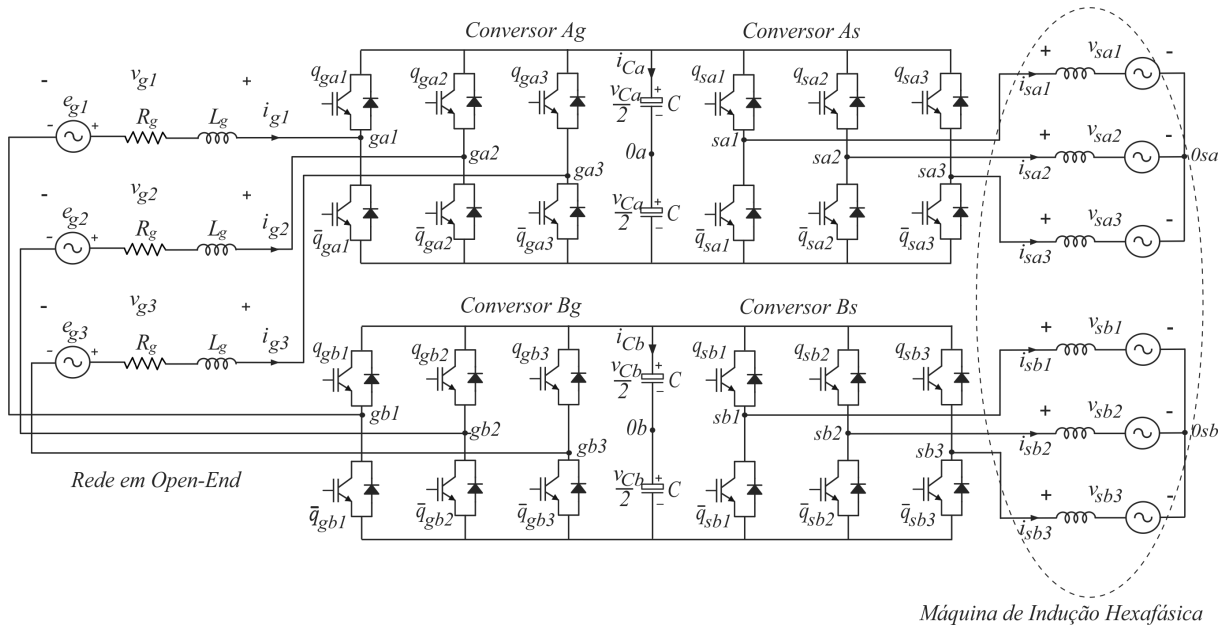 Conversor Ag
Conversor As
q_ga1
q_ga2
q_ga3
i_Ca
v_Ca
2
+
-
C
q_sa1
q_sa2
q_sa3
+
v_sa1
-
i_sa1
-
v_g1
+
e_g1
-
+
R_g
L_g
i_g1
ga1
ga2
ga3
0a
sa1
sa2
sa3
+
v_sa2
-
i_sa2
0sa
-
v_g2
+
e_g2
-
+
R_g
L_g
i_g2
q̄_ga1
q̄_ga2
q̄_ga3
v_Ca
2
+
-
C
q̄_sa1
q̄_sa2
q̄_sa3
+
v_sa3
-
i_sa3
-
v_g3
+
e_g3
-
+
R_g
L_g
i_g3
Conversor Bg
Conversor Bs
q_gb1
q_gb2
q_gb3
i_Cb
v_Cb
2
+
-
C
q_sb1
q_sb2
q_sb3
+
v_sb1
-
i_sb1
gb1
gb2
gb3
0b
sb1
sb2
sb3
+
v_sb2
-
i_sb2
0sb
Rede em Open-End
q̄_gb1
q̄_gb2
q̄_gb3
v_Cb
2
+
-
C
q̄_sb1
q̄_sb2
q̄_sb3
+
v_sb3
-
i_sb3
Máquina de Indução Hexafásica